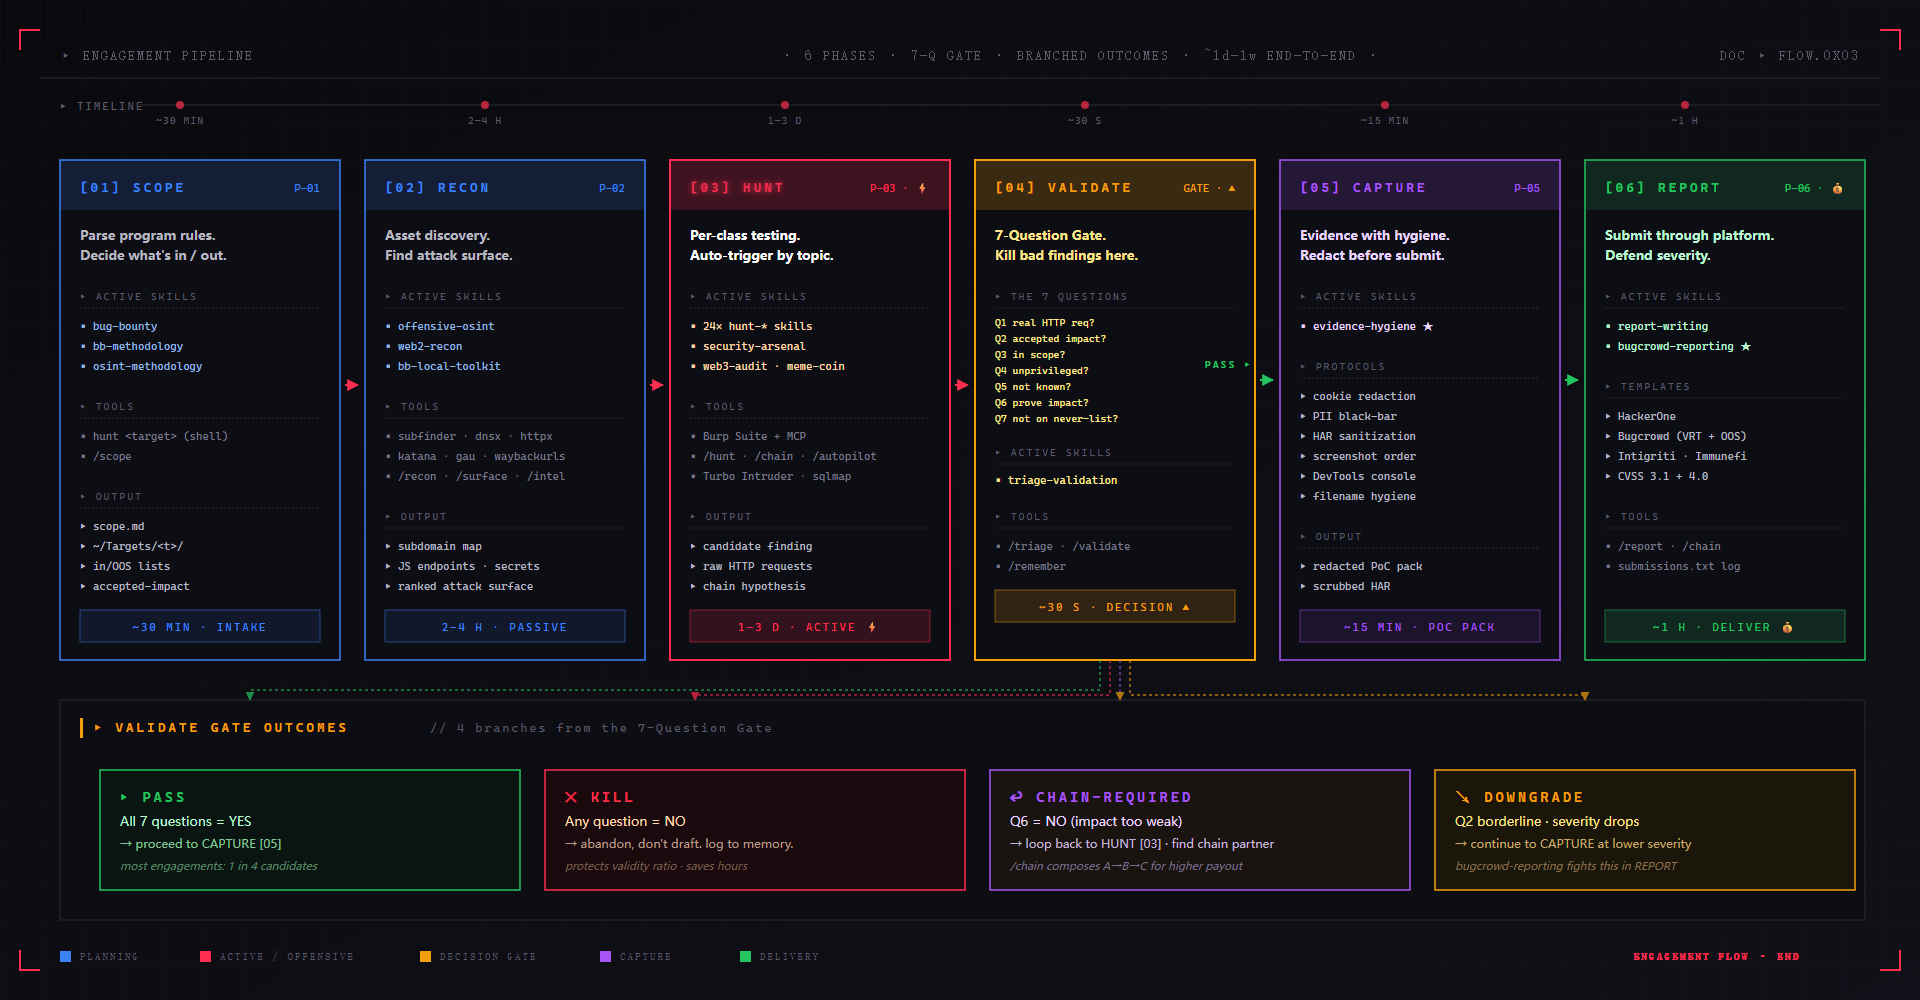 ▸ ENGAGEMENT PIPELINE
· 6 PHASES · 7-Q GATE · BRANCHED OUTCOMES · ~1d-1w END-TO-END ·
DOC ▸ FLOW.0X03
▸ TIMELINE
~30 MIN
2-4 H
1-3 D
~30 S
~15 MIN
~1 H
[01] SCOPE P-01
Parse program rules.
Decide what's in / out.
▸ ACTIVE SKILLS
▪ bug-bounty
▪ bb-methodology
▪ osint-methodology
▸ TOOLS
▪ hunt <target> (shell)
▪ /scope
▸ OUTPUT
▸ scope.md
▸ ~/Targets/<t>/
▸ in/OOS lists
▸ accepted-impact
~30 MIN · INTAKE
[02] RECON P-02
Asset discovery.
Find attack surface.
▸ ACTIVE SKILLS
▪ offensive-osint
▪ web2-recon
▪ bb-local-toolkit
▸ TOOLS
▪ subfinder · dnsx · httpx
▪ katana · gau · waybackurls
▪ /recon · /surface · /intel
▸ OUTPUT
▸ subdomain map
▸ JS endpoints · secrets
▸ ranked attack surface
2-4 H · PASSIVE
[03] HUNT P-03 · ⚡
Per-class testing.
Auto-trigger by topic.
▸ ACTIVE SKILLS
▪ 24× hunt-* skills
▪ security-arsenal
▪ web3-audit · meme-coin
▸ TOOLS
▪ Burp Suite + MCP
▪ /hunt · /chain · /autopilot
▪ Turbo Intruder · sqlmap
▸ OUTPUT
▸ candidate finding
▸ raw HTTP requests
▸ chain hypothesis
1-3 D · ACTIVE ⚡
[04] VALIDATE GATE · ▲
7-Question Gate.
Kill bad findings here.
▸ THE 7 QUESTIONS
Q1 real HTTP req?
Q2 accepted impact?
Q3 in scope?
Q4 unprivileged?
Q5 not known?
Q6 prove impact?
Q7 not on never-list?
PASS ▸
▸ ACTIVE SKILLS
▪ triage-validation
▸ TOOLS
▪ /triage · /validate
▪ /remember
~30 S · DECISION ▲
[05] CAPTURE P-05
Evidence with hygiene.
Redact before submit.
▸ ACTIVE SKILLS
▪ evidence-hygiene ★
▸ PROTOCOLS
▸ cookie redaction
▸ PII black-bar
▸ HAR sanitization
▸ screenshot order
▸ DevTools console
▸ filename hygiene
▸ OUTPUT
▸ redacted PoC pack
▸ scrubbed HAR
~15 MIN · POC PACK
[06] REPORT P-06 · 💰
Submit through platform.
Defend severity.
▸ ACTIVE SKILLS
▪ report-writing
▪ bugcrowd-reporting ★
▸ TEMPLATES
▸ HackerOne
▸ Bugcrowd (VRT + OOS)
▸ Intigriti · Immunefi
▸ CVSS 3.1 + 4.0
▸ TOOLS
▪ /report · /chain
▪ submissions.txt log
~1 H · DELIVER 💰
▸ VALIDATE GATE OUTCOMES // 4 branches from the 7-Question Gate
▸ PASS
All 7 questions = YES
→ proceed to CAPTURE [05]
most engagements: 1 in 4 candidates
✕ KILL
Any question = NO
→ abandon, don't draft. log to memory.
protects validity ratio · saves hours
↩ CHAIN-REQUIRED
Q6 = NO (impact too weak)
→ loop back to HUNT [03] · find chain partner
/chain composes A→B→C for higher payout
↘ DOWNGRADE
Q2 borderline · severity drops
→ continue to CAPTURE at lower severity
bugcrowd-reporting fights this in REPORT
PLANNING
ACTIVE / OFFENSIVE
DECISION GATE
CAPTURE
DELIVERY
ENGAGEMENT FLOW - END